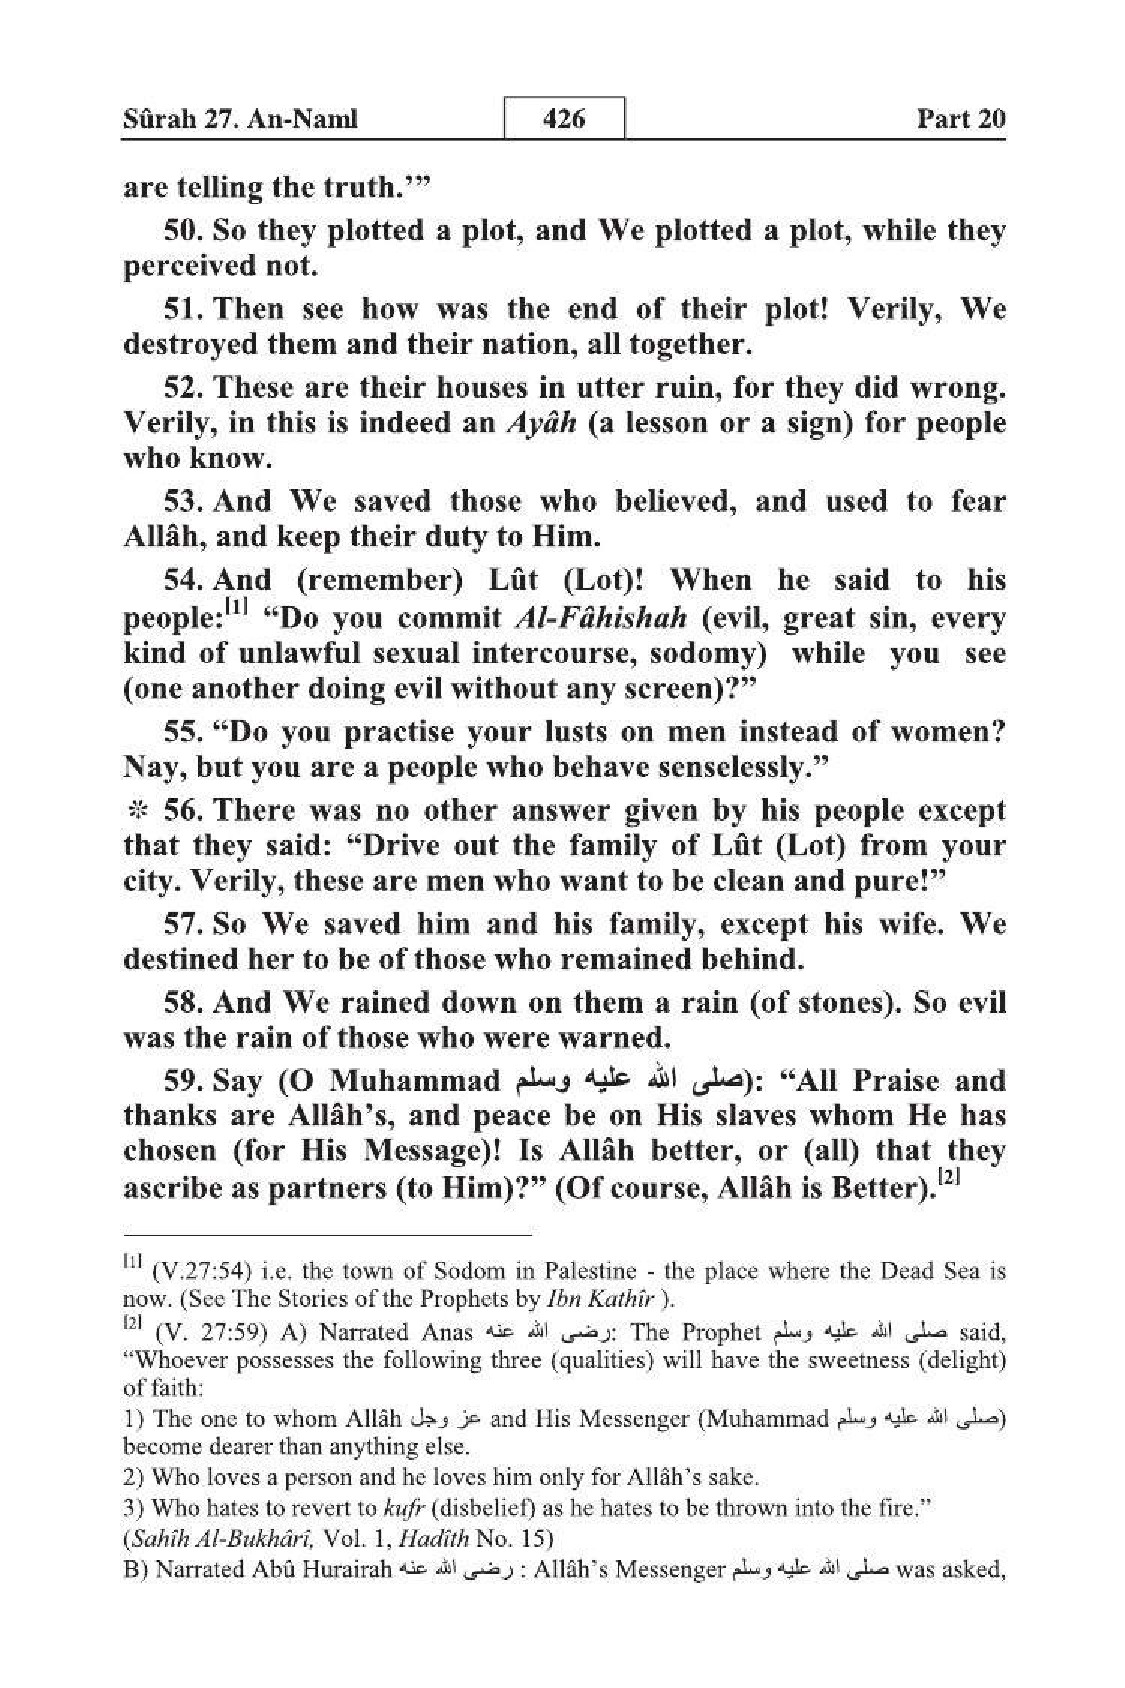 Sûrah 27. An-Naml 426 Part 20
are telling the truth.’”
50. So they plotted a plot, and We plotted a plot, while they
perceived not.
51. Then see how was the end of their plot! Verily, We
destroyed them and their nation, all together.
52. These are their houses in utter ruin, for they did wrong.
Verily, in this is indeed an Ayâh (a lesson or a sign) for people
who know.
53. And We saved those who believed, and used to fear
Allâh, and keep their duty to Him.
54. And (remember) Lût (Lot)! When he said to his
people:[1] “Do you commit Al-Fâhishah (evil, great sin, every
kind of unlawful sexual intercourse, sodomy) while you see
(one another doing evil without any screen)?”
55. “Do you practise your lusts on men instead of women?
Nay, but you are a people who behave senselessly.”
※ 56. There was no other answer given by his people except
that they said: “Drive out the family of Lût (Lot) from your
city. Verily, these are men who want to be clean and pure!”
57. So We saved him and his family, except his wife. We
destined her to be of those who remained behind.
58. And We rained down on them a rain (of stones). So evil
was the rain of those who were warned.
59. Say (O Muhammad صلى الله عليه وسلم): “All Praise and
thanks are Allâh’s, and peace be on His slaves whom He has
chosen (for His Message)! Is Allâh better, or (all) that they
ascribe as partners (to Him)?” (Of course, Allâh is Better).[2]
[1] (V.27:54) i.e. the town of Sodom in Palestine - the place where the Dead Sea is
now. (See The Stories of the Prophets by Ibn Kathîr ).
[2] (V. 27:59) A) Narrated Anas رضى الله عنه: The Prophet صلى الله عليه وسلم said,
“Whoever possesses the following three (qualities) will have the sweetness (delight)
of faith:
1) The one to whom Allâh عز وجل and His Messenger (Muhammad صلى الله عليه وسلم)
become dearer than anything else.
2) Who loves a person and he loves him only for Allâh’s sake.
3) Who hates to revert to kufr (disbelief) as he hates to be thrown into the fire.”
(Sahîh Al-Bukhârî, Vol. 1, Hadîth No. 15)
B) Narrated Abû Hurairah رضى الله عنه : Allâh’s Messenger صلى الله عليه وسلم was asked,